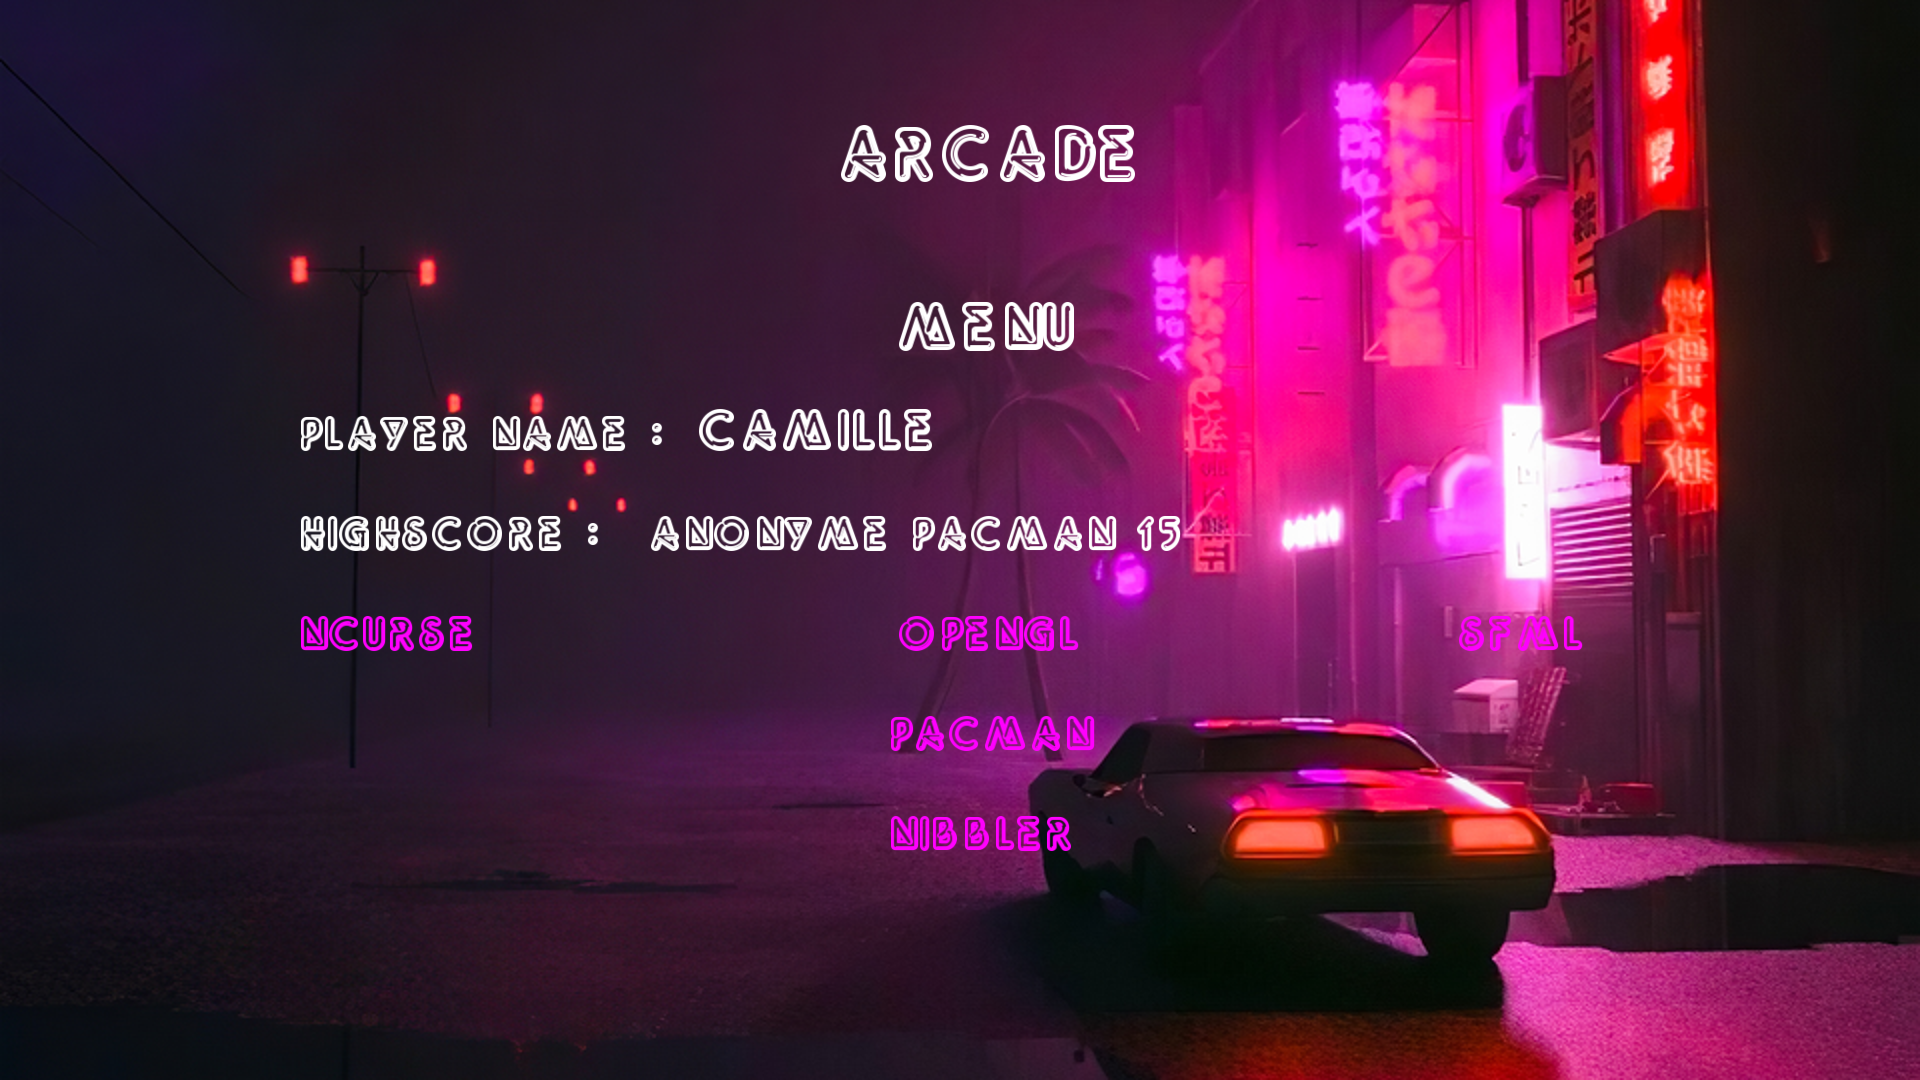 ARCADE
MENU
PLAYER NAME : CAMILLE
HIGHSCORE : ANONYME PACMAN 15
NCURSE OPENGL SFML
PACMAN
NIBBLER